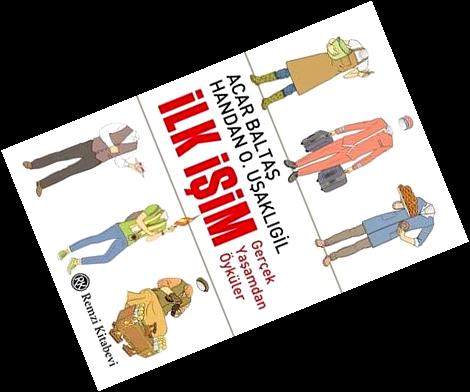 ACAR BALTAŞ
HANDAN O. UŞAKLIGİL
İLK İŞİM
Gerçek
Yaşamdan
Öyküler
Remzi Kitabevi